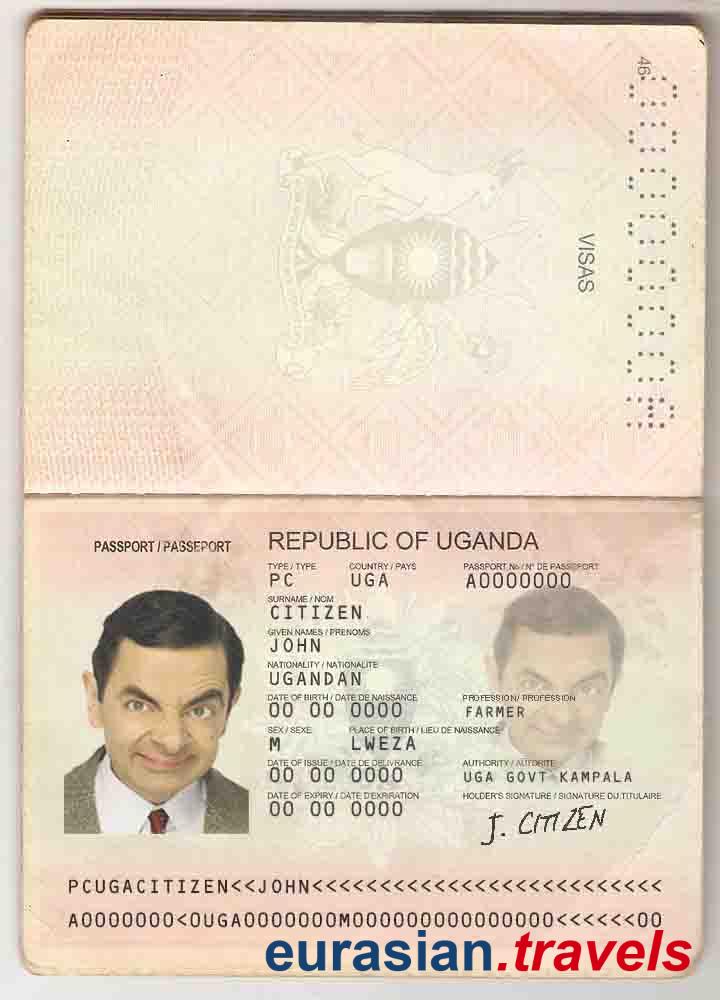 46
VISAS
A0000000
PASSPORT / PASSEPORT
REPUBLIC OF UGANDA
TYPE / TYPE COUNTRY / PAYS PASSPORT No / N° DE PASSEPORT
PC UGA A0000000
SURNAME / NOM
CITIZEN
GIVEN NAMES / PRENOMS
JOHN
NATIONALITY / NATIONALITE
UGANDAN
DATE OF BIRTH / DATE DE NAISSANCE PROFESSION / PROFESSION
00 00 0000 FARMER
SEX / SEXE PLACE OF BIRTH / LIEU DE NAISSANCE
M LWEZA
DATE OF ISSUE / DATE DE DELIVRANCE AUTHORITY / AUTORITE
00 00 0000 UGA GOVT KAMPALA
DATE OF EXPIRY / DATE D'EXPIRATION HOLDER'S SIGNATURE / SIGNATURE DU TITULAIRE
00 00 0000 J. CITIZEN
PCUGACITIZEN<<JOHN<<<<<<<<<<<<<<<<<<<<<<<<<<
A0000000<0UGA0000000M000000000000000<<<<<<00
eurasian.travels